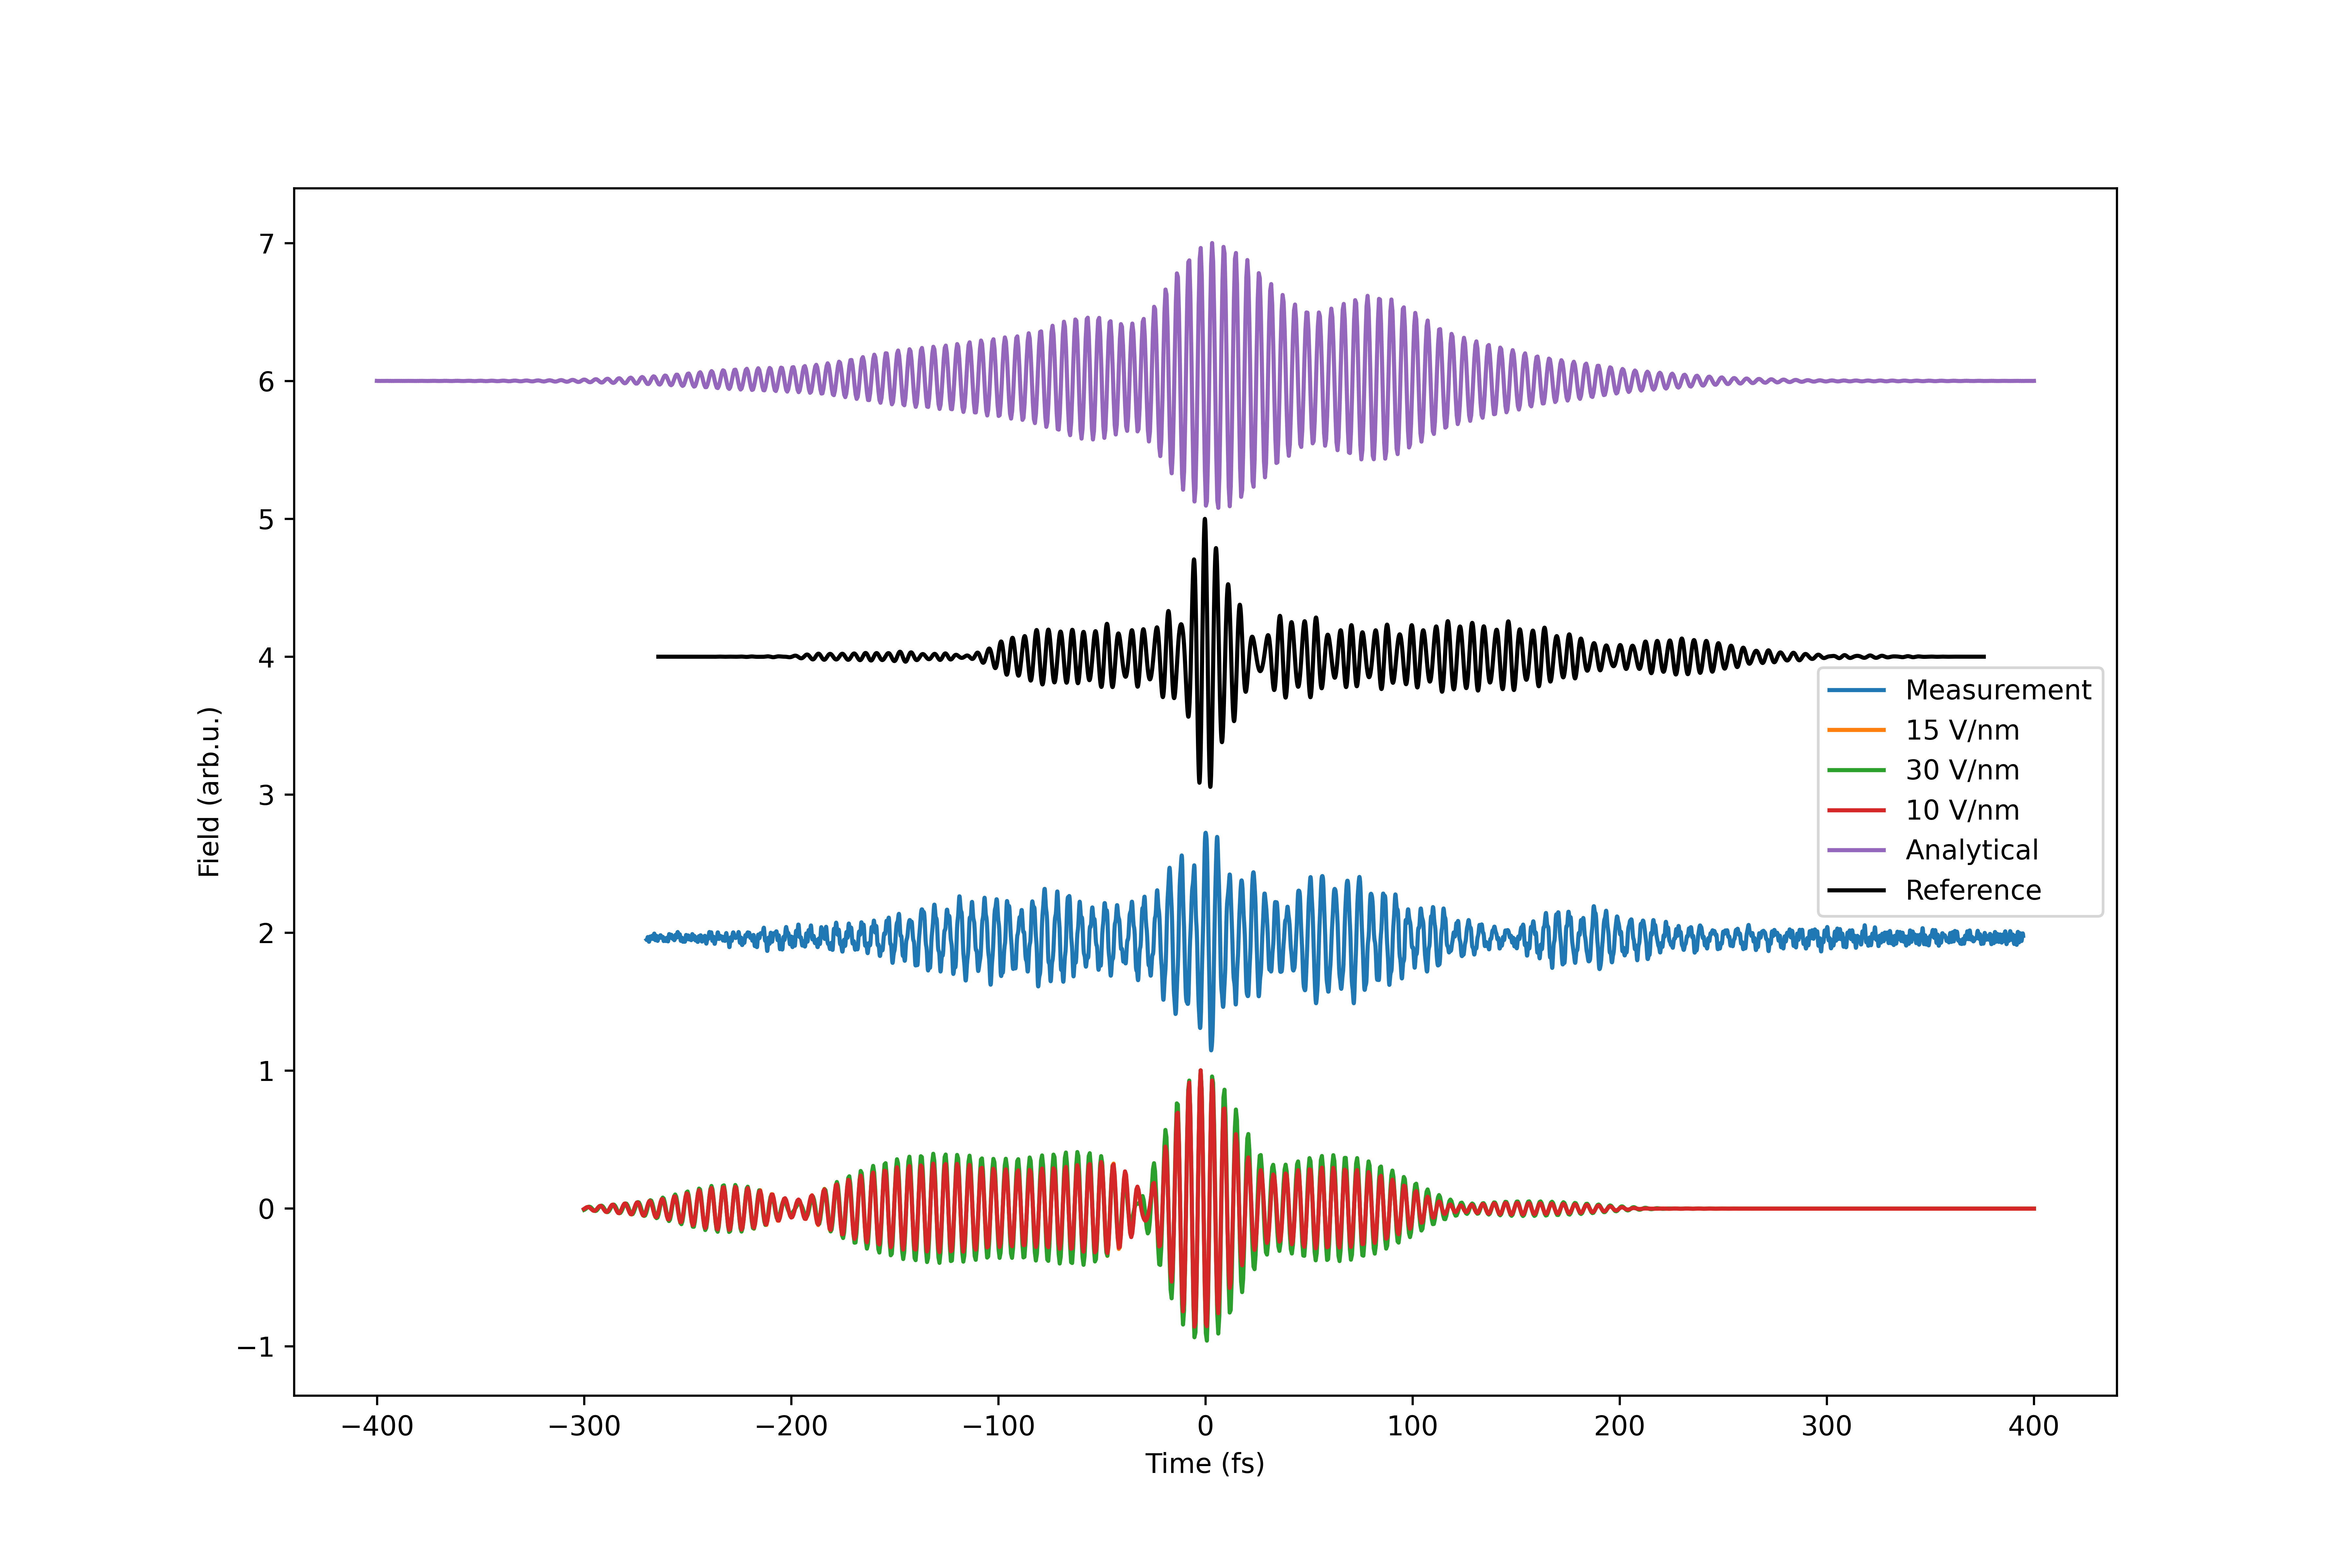 7
6
5
4
3
2
1
0
−1
Field (arb.u.)
Measurement
15 V/nm
30 V/nm
10 V/nm
Analytical
Reference
−400
−300
−200
−100
0
100
200
300
400
Time (fs)